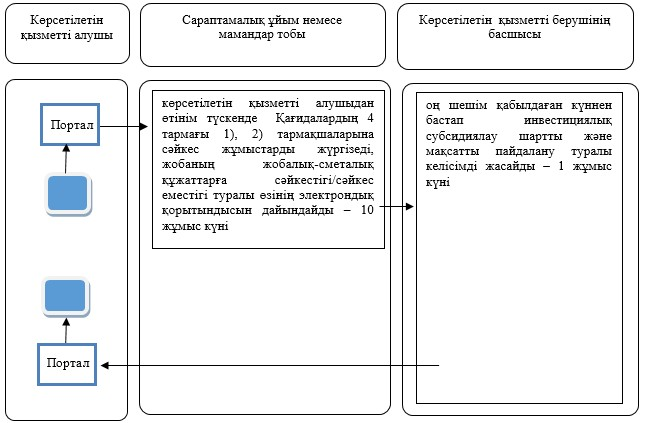 Көрсетілетін
қызметті алушы
Сараптамалық ұйым немесе
мамандар тобы
Көрсетілетін қызметті берушінің
басшысы
Портал
көрсетілетін қызметті алушыдан
өтінім түскенде Қағидалардың 4
тармағы 1), 2) тармақшаларына
сәйкес жұмыстарды жүргізеді,
жобаның жобалық-сметалық
құжаттарға сәйкестігі/сәйкес
еместігі туралы өзінің электрондық
қорытындысын дайындайды – 10
жұмыс күні
оң шешім қабылдаған күннен
бастап инвестициялық
субсидиялау шартты және
мақсатты пайдалану туралы
келісімді жасайды – 1 жұмыс
күні
Портал